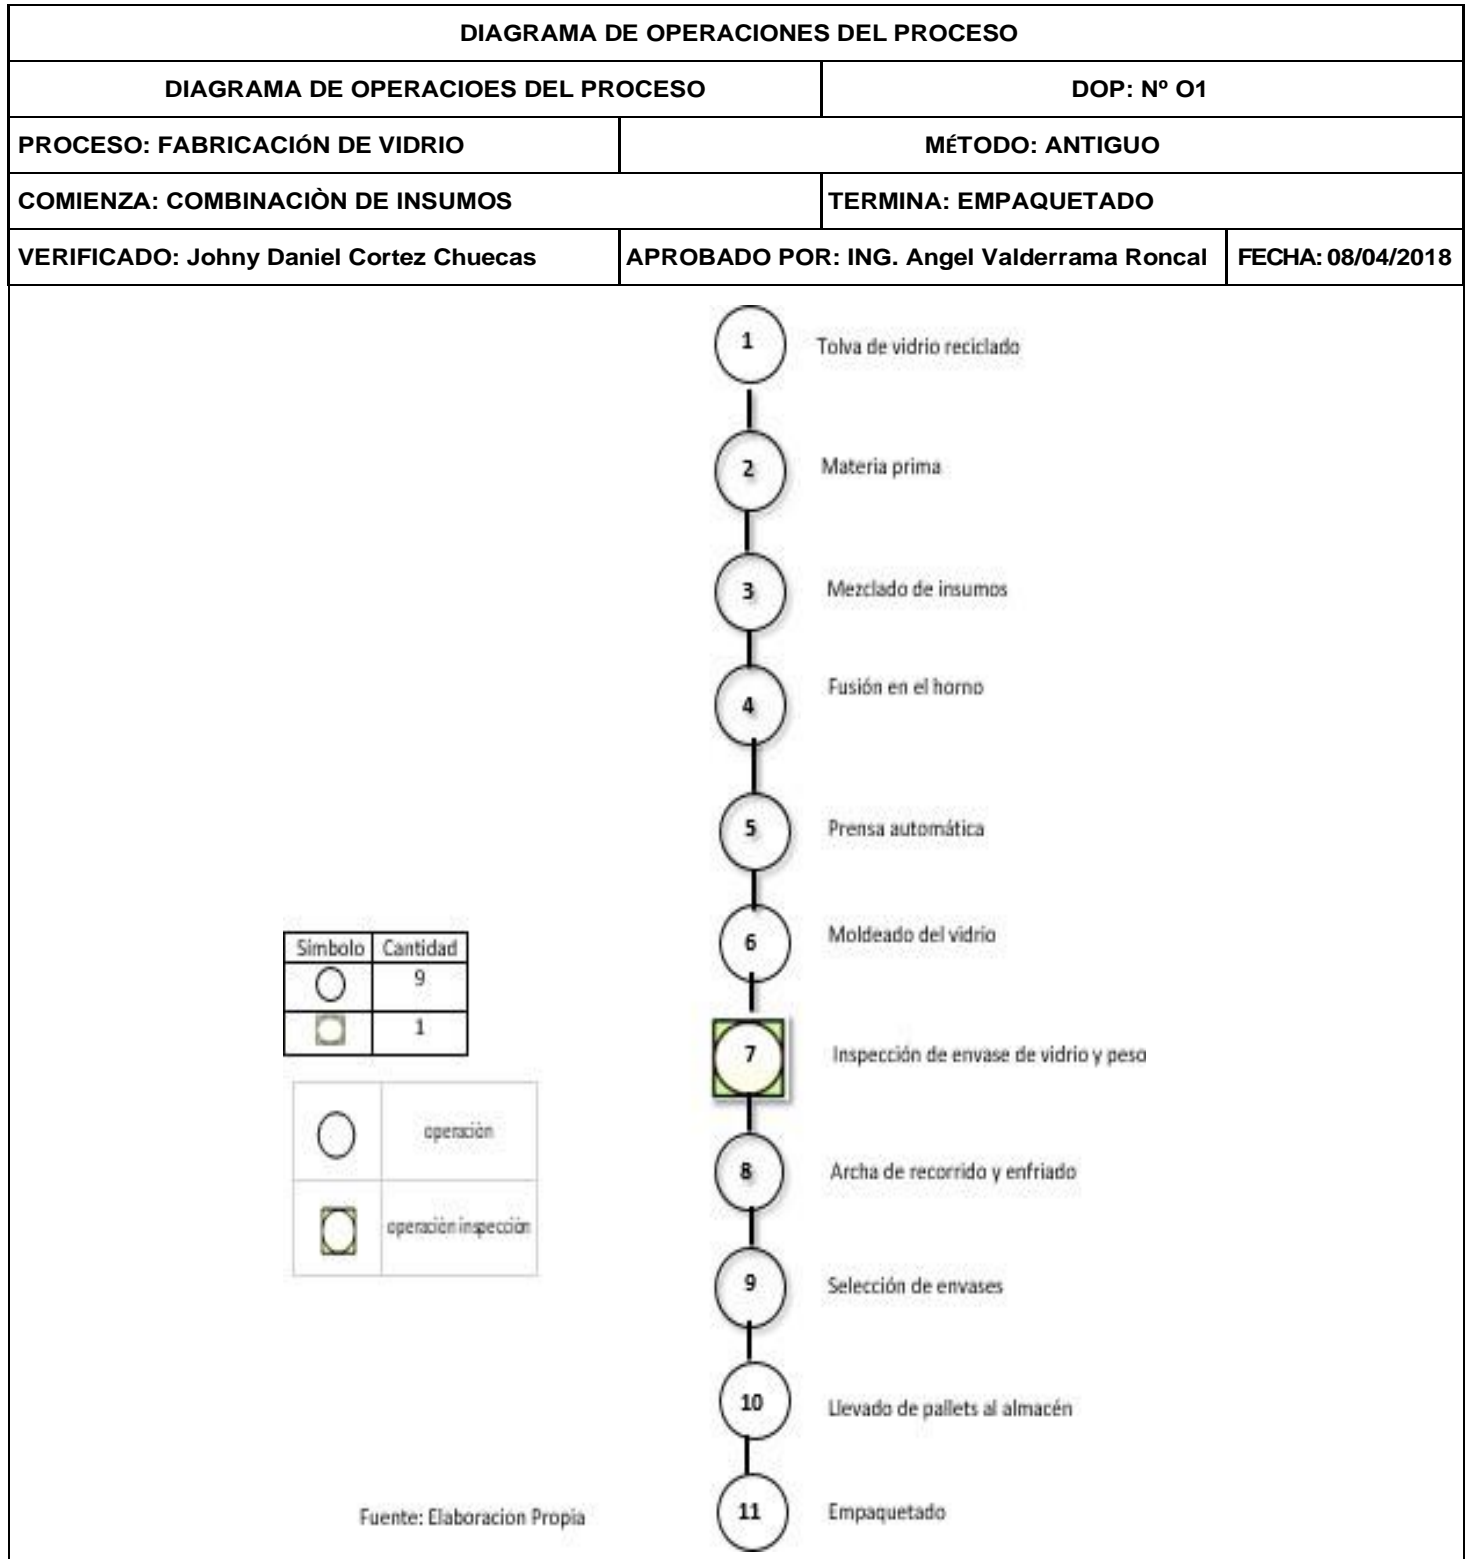 DIAGRAMA DE OPERACIONES DEL PROCESO
DIAGRAMA DE OPERACIOES DEL PROCESO
DOP: Nº O1
PROCESO: FABRICACIÓN DE VIDRIO
MÉTODO: ANTIGUO
COMIENZA: COMBINACIÒN DE INSUMOS
TERMINA: EMPAQUETADO
VERIFICADO: Johny Daniel Cortez Chuecas
APROBADO POR: ING. Angel Valderrama Roncal
FECHA: 08/04/2018
1 Tolva de vidrio reciclado
2 Materia prima
3 Mezclado de insumos
4 Fusión en el horno
5 Prensa automática
6 Moldeado del vidrio
7 Inspección de envase de vidrio y peso
8 Archa de recorrido y enfriado
9 Selección de envases
10 Llevado de pallets al almacén
11 Empaquetado
Símbolo Cantidad
9
1
operación
operación inspección
Fuente: Elaboracion Propia